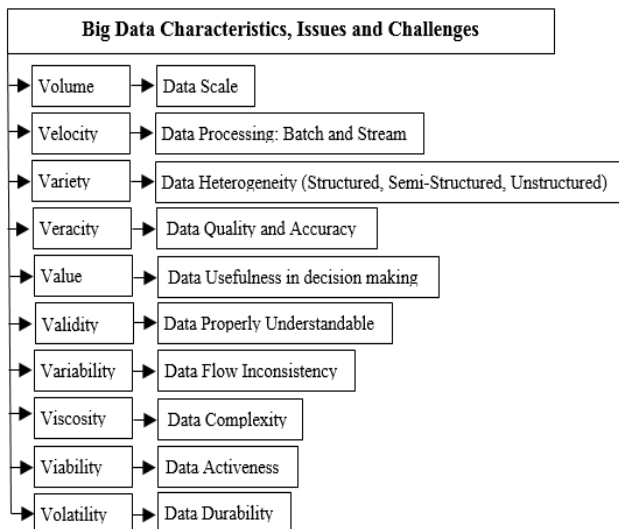 Big Data Characteristics, Issues and Challenges
Volume Data Scale
Velocity Data Processing: Batch and Stream
Variety Data Heterogeneity (Structured, Semi-Structured, Unstructured)
Veracity Data Quality and Accuracy
Value Data Usefulness in decision making
Validity Data Properly Understandable
Variability Data Flow Inconsistency
Viscosity Data Complexity
Viability Data Activeness
Volatility Data Durability